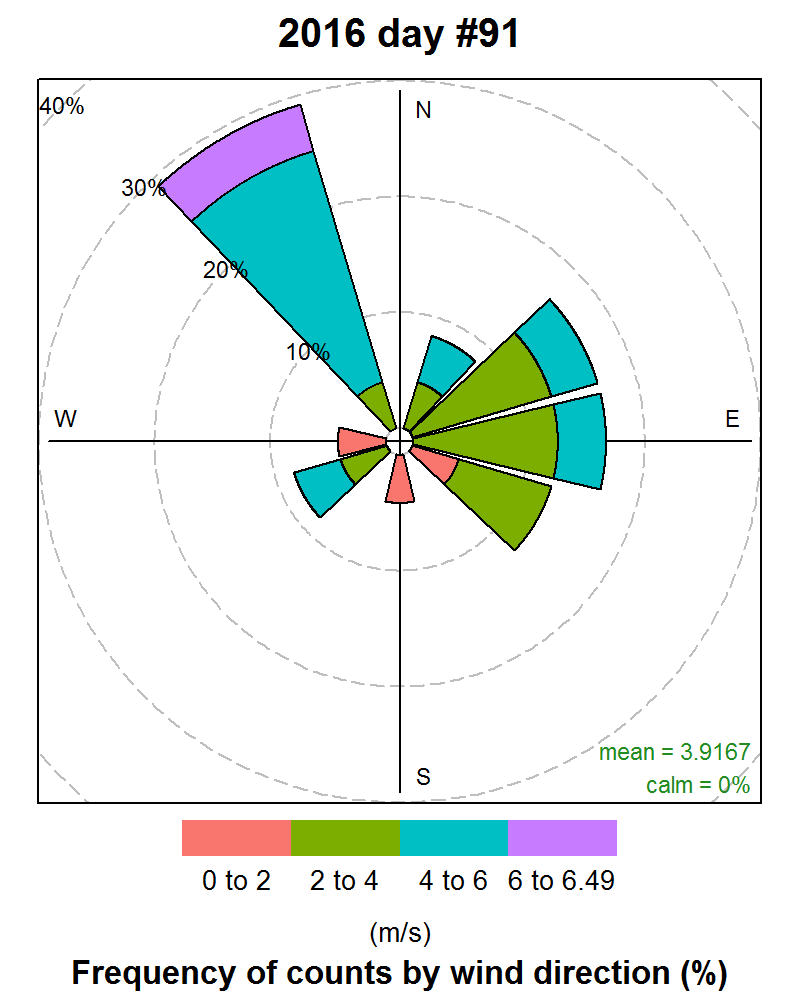 2016 day #91
40%
N
30%
20%
10%
W
E
S
mean = 3.9167
calm = 0%
0 to 2 2 to 4 4 to 6 6 to 6.49
(m/s)
Frequency of counts by wind direction (%)